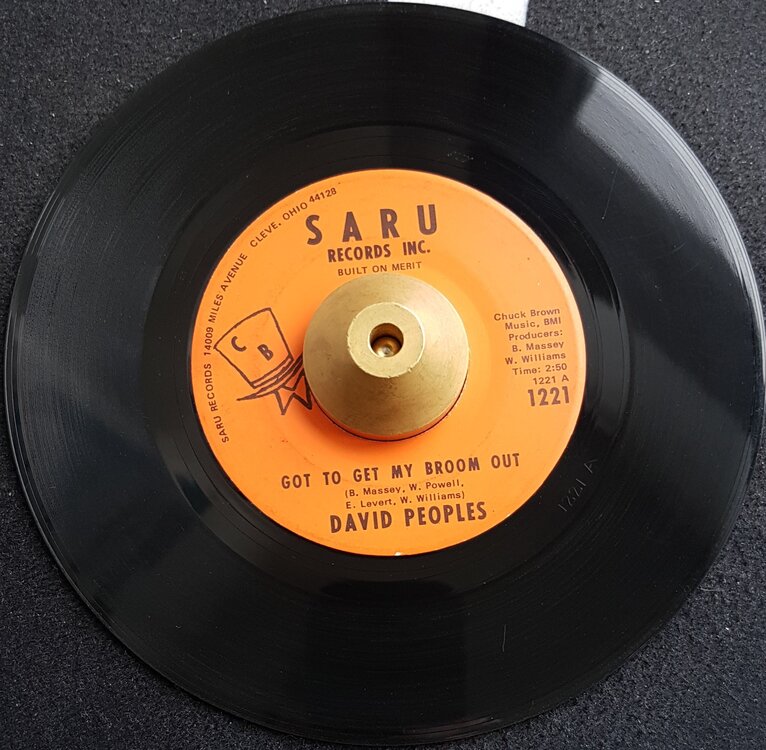 SARU RECORDS 14009 MILES AVENUE CLEVE. OHIO 44128
SARU
RECORDS INC.
BUILT ON MERIT
C
B
Chuck Brown
Music, BMI
Producers:
B. Massey
W. Williams
Time: 2:50
1221 A
1221
GOT TO GET MY BROOM OUT
(B. Massey, W. Powell,
E. Levert, W. Williams)
DAVID PEOPLES
1221 A